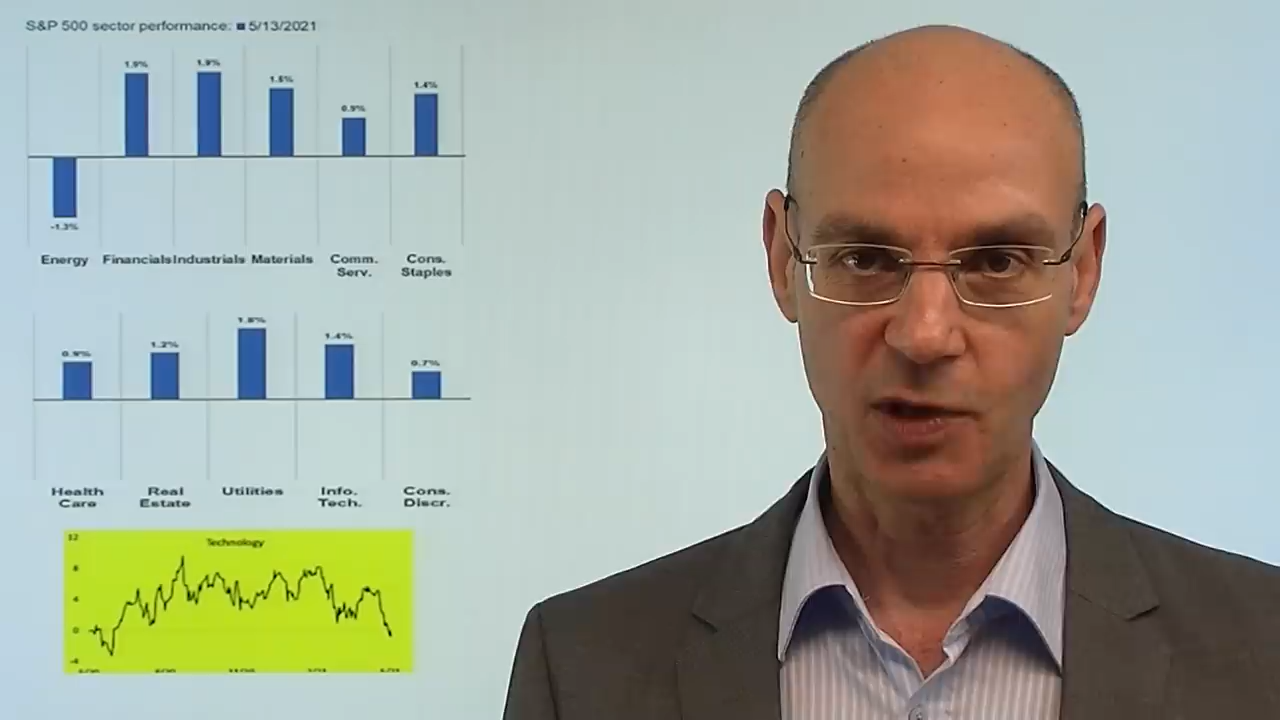 S&P 500 sector performance: 5/13/2021
1.9% 1.9% 1.5% 0.9% 1.4%
-1.3%
Energy Financials Industrials Materials Comm. Serv. Cons. Staples
0.9% 1.2% 1.8% 1.4% 0.7%
Health Care Real Estate Utilities Info. Tech. Cons. Discr.
Technology
12
8
4
0
-4